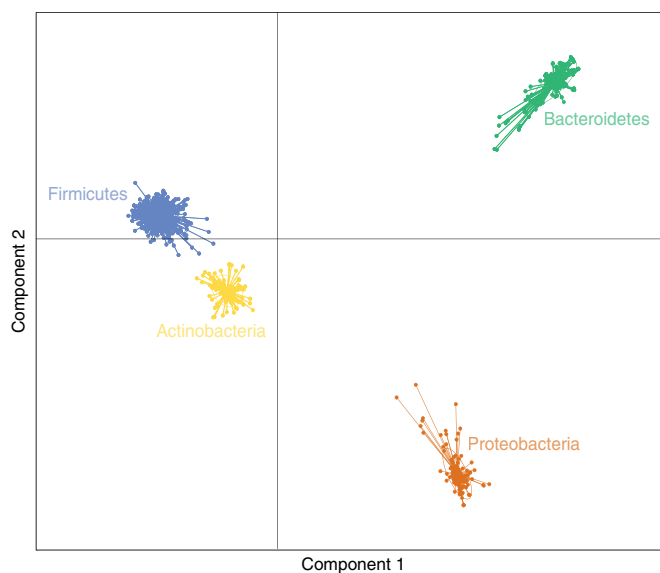 Bacteroidetes
Firmicutes
Component 2
Actinobacteria
Proteobacteria
Component 1